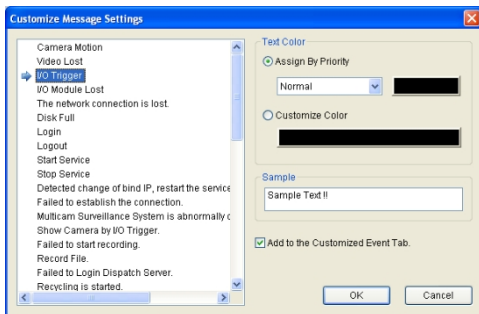 Customize Message Settings
Camera Motion
Video Lost
I/O Trigger
I/O Module Lost
The network connection is lost.
Disk Full
Login
Logout
Start Service
Stop Service
Detected change of bind IP, restart the service
Failed to establish the connection.
Multicam Surveillance System is abnormally
Show Camera by I/O Trigger.
Failed to start recording.
Record File.
Failed to Login Dispatch Server.
Recycling is started.
Text Color
Assign By Priority
Normal
Customize Color
Sample
Sample Text !!
Add to the Customized Event Tab.
OK
Cancel